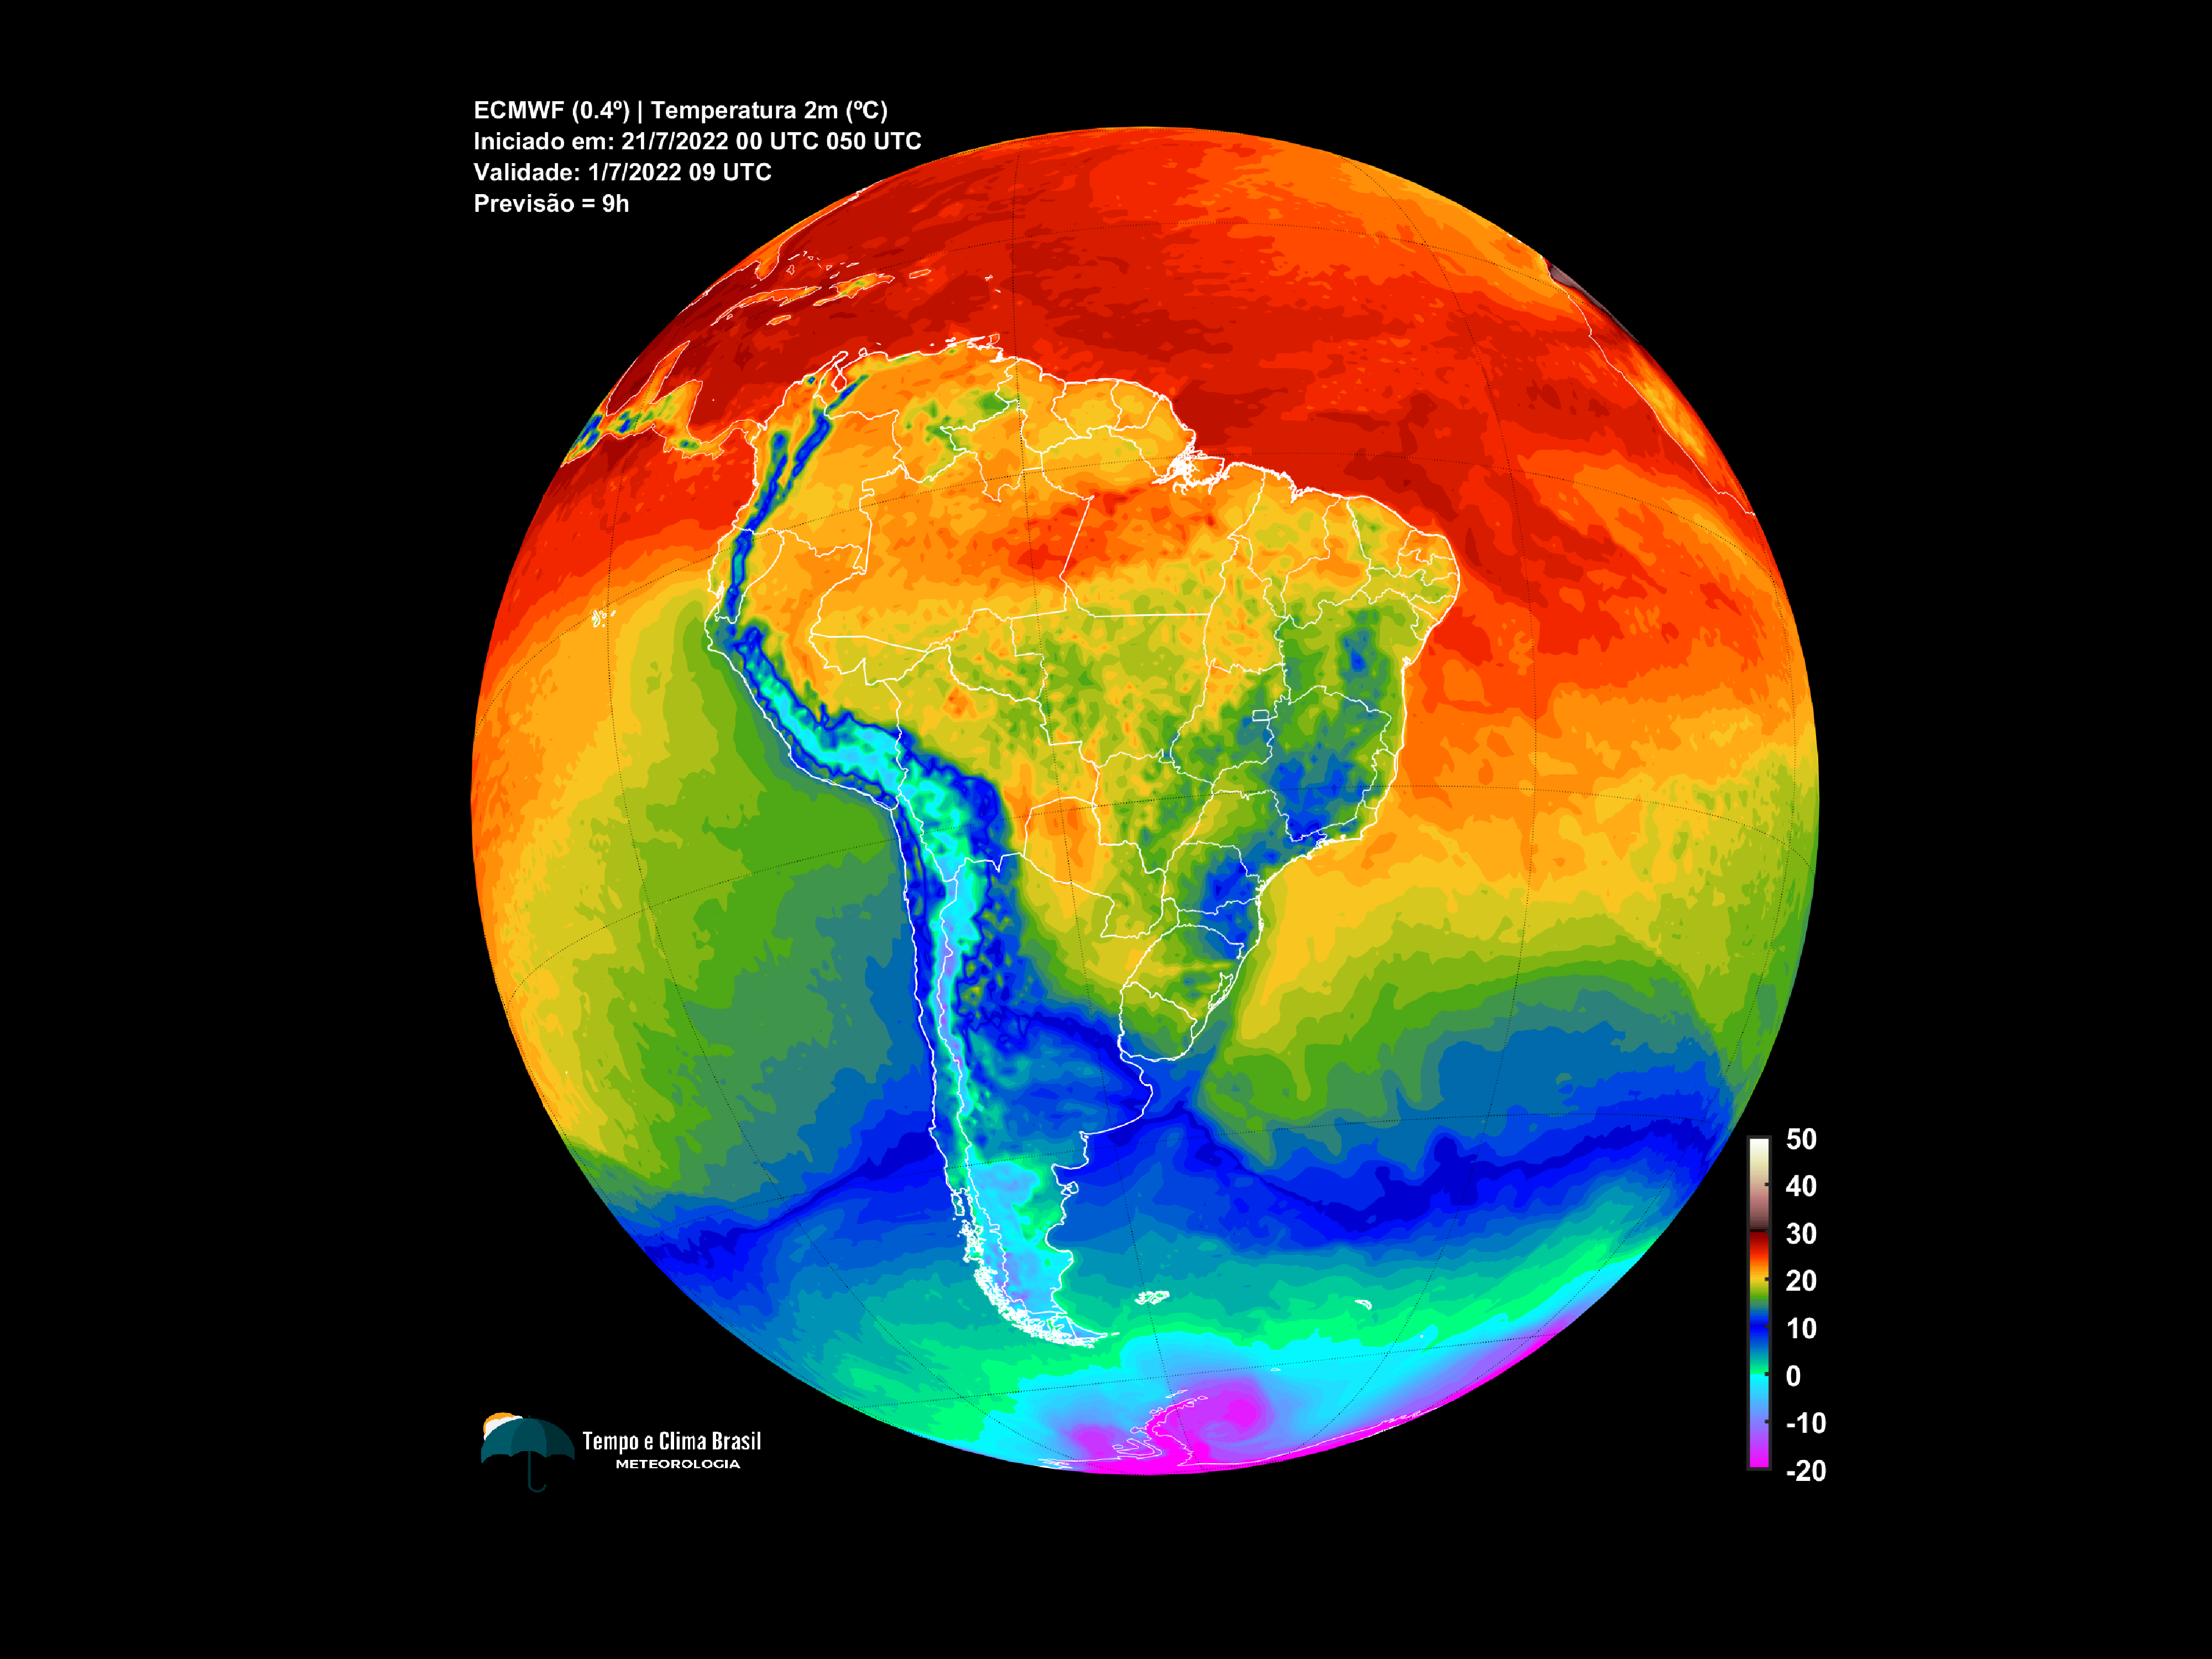 ECMWF (0.4º) | Temperatura 2m (ºC)
Iniciado em: 21/7/2022 00 UTC 050 UTC
Validade: 1/7/2022 09 UTC
Previsão = 9h
50
40
30
20
10
0
-10
-20
Tempo e Clima Brasil
METEOROLOGIA